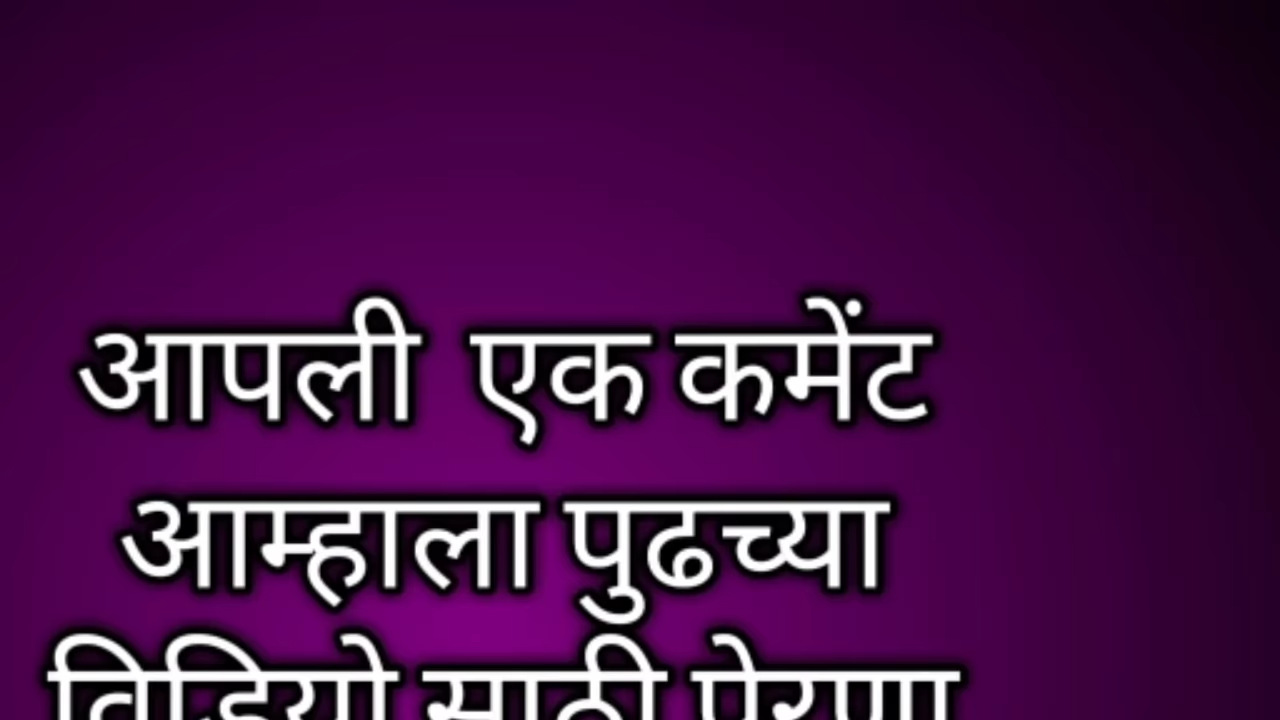 आपली एक कमेंट
आम्हाला पुढच्या
विडियो साठी